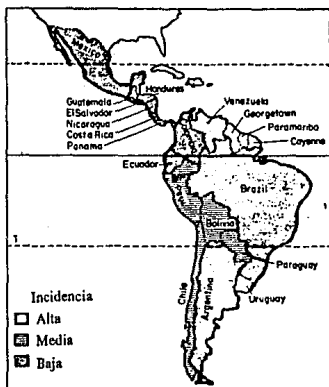 Mexico
Honduras
Guatemala
El Salvador
Nicaragua
Costa Rica
Panama
Venezuela
Georgetown
Paramaribo
Cayenne
Ecuador
Brazil
Bolivia
Paraguay
Chile
Argentina
Uruguay
Incidencia
Alta
Media
Baja